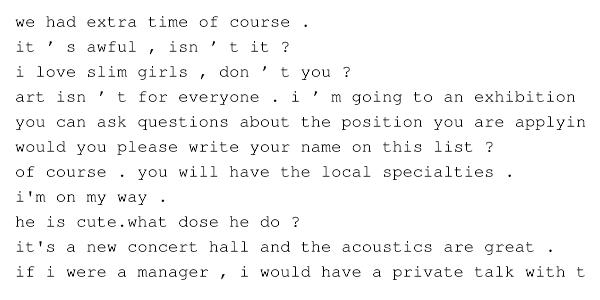 we had extra time of course .
it ’ s awful , isn ’ t it ?
i love slim girls , don ’ t you ?
art isn ’ t for everyone . i ’ m going to an exhibition
you can ask questions about the position you are applyin
would you please write your name on this list ?
of course . you will have the local specialties .
i'm on my way .
he is cute.what dose he do ?
it's a new concert hall and the acoustics are great .
if i were a manager , i would have a private talk with t